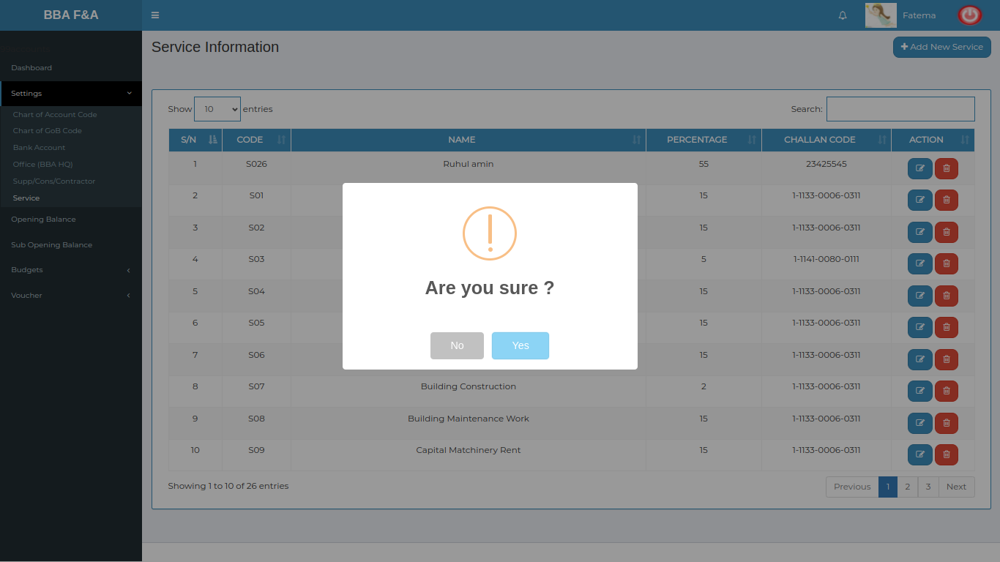 BBA F&A
Fatema
Service Information
Add New Service
Dashboard
Settings
Chart of Account Code
Chart of GoB Code
Bank Account
Office (BBA HQ)
Supp/Cons/Contractor
Service
Opening Balance
Sub Opening Balance
Budgets
Voucher
Show 10 entries
Search:
S/N CODE NAME PERCENTAGE CHALLAN CODE ACTION
1 S026 Ruhul amin 55 23425545
2 S01 15 1-1133-0006-0311
3 S02 15 1-1133-0006-0311
4 S03 5 1-1141-0080-0111
5 S04 15 1-1133-0006-0311
6 S05 15 1-1133-0006-0311
7 S06 15 1-1133-0006-0311
8 S07 Building Construction 2 1-1133-0006-0311
9 S08 Building Maintenance Work 15 1-1133-0006-0311
10 S09 Capital Matchinery Rent 15 1-1133-0006-0311
Showing 1 to 10 of 26 entries
Previous 1 2 3 Next
Are you sure ?
No Yes